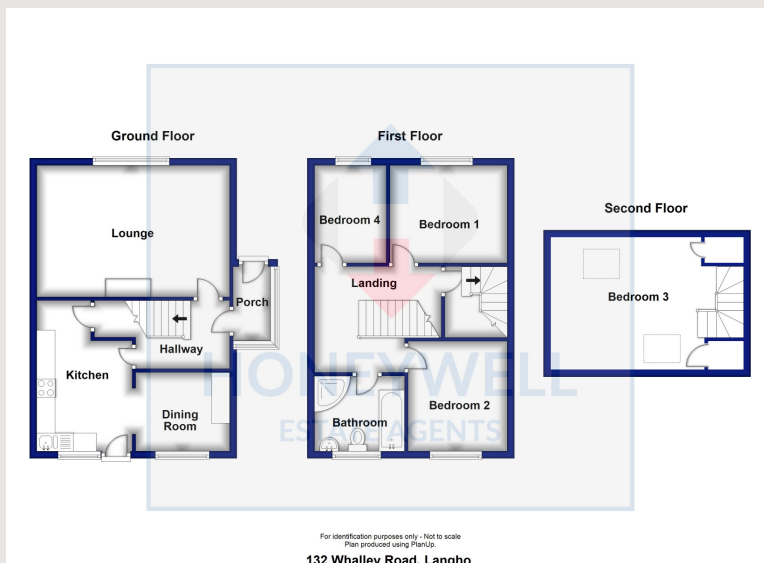 Ground Floor
First Floor
Second Floor
Lounge
Porch
Hallway
Kitchen
Dining
Room
Bedroom 4
Bedroom 1
Landing
Bathroom
Bedroom 2
Bedroom 3
HONEYWELL
ESTATE AGENTS
For identification purposes only - Not to scale
Plan produced using PlanUp.
132 Whalley Road, Langho